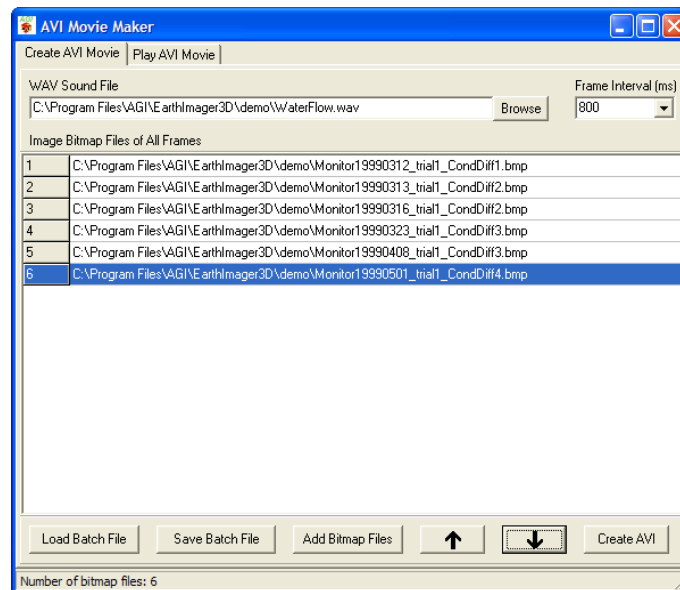 AGI AVI Movie Maker
Create AVI Movie Play AVI Movie
WAV Sound File Frame Interval (ms)
C:\Program Files\AGI\EarthImager3D\demo\WaterFlow.wav Browse 800
Image Bitmap Files of All Frames
1 C:\Program Files\AGI\EarthImager3D\demo\Monitor19990312_trial1_CondDiff1.bmp
2 C:\Program Files\AGI\EarthImager3D\demo\Monitor19990313_trial1_CondDiff2.bmp
3 C:\Program Files\AGI\EarthImager3D\demo\Monitor19990316_trial1_CondDiff2.bmp
4 C:\Program Files\AGI\EarthImager3D\demo\Monitor19990323_trial1_CondDiff3.bmp
5 C:\Program Files\AGI\EarthImager3D\demo\Monitor19990408_trial1_CondDiff3.bmp
6 C:\Program Files\AGI\EarthImager3D\demo\Monitor19990501_trial1_CondDiff4.bmp
Load Batch File Save Batch File Add Bitmap Files Create AVI
Number of bitmap files: 6